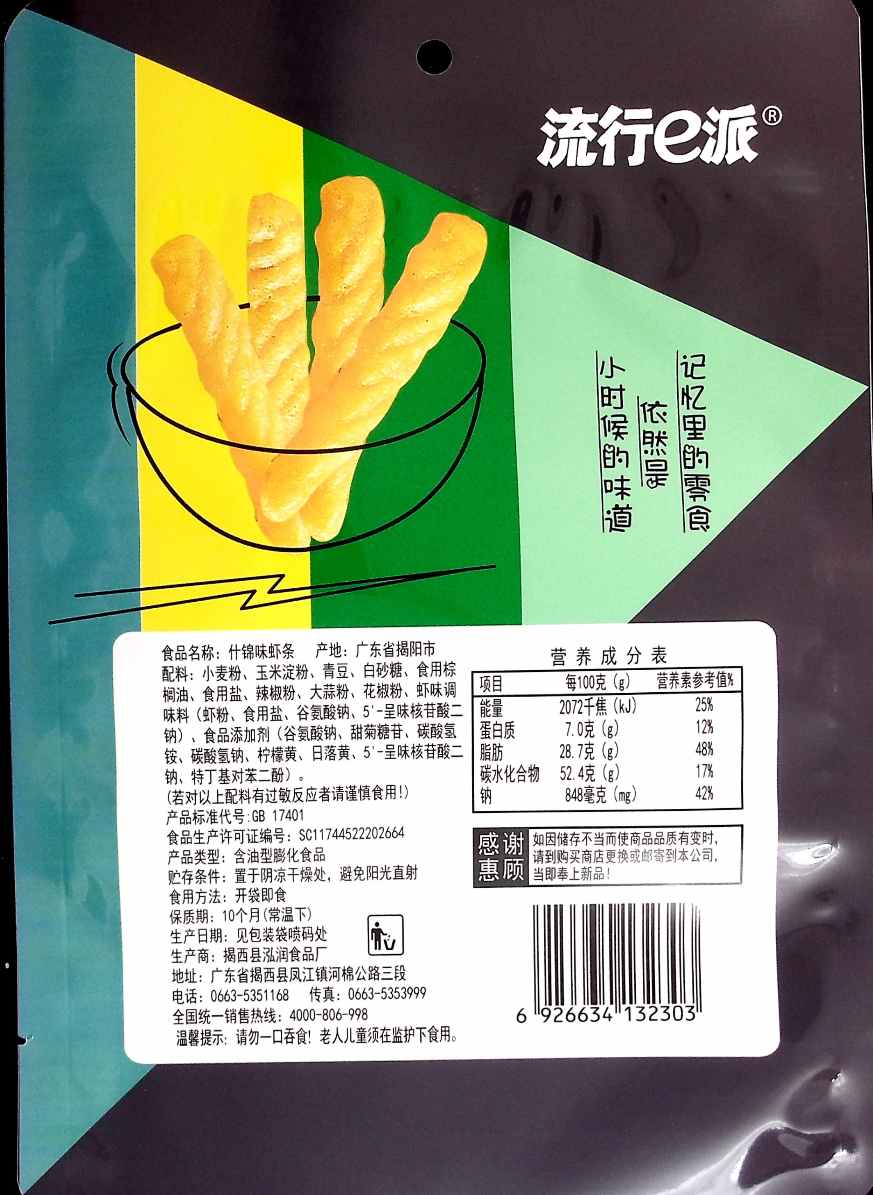 流行e派®
记忆里的零食
依然是
小时候的味道
食品名称：什锦味虾条 产地：广东省揭阳市
配料：小麦粉、玉米淀粉、青豆、白砂糖、食用棕
榈油、食用盐、辣椒粉、大蒜粉、花椒粉、虾味调
味料（虾粉、食用盐、谷氨酸钠、5'-呈味核苷酸二
钠）、食品添加剂（谷氨酸钠、甜菊糖苷、碳酸氢
铵、碳酸氢钠、柠檬黄、日落黄、5'-呈味核苷酸二
钠、特丁基对苯二酚）。
(若对以上配料有过敏反应者请谨慎食用!)
产品标准代号:GB 17401
食品生产许可证编号：SC11744522202664
产品类型：含油型膨化食品
贮存条件：置于阴凉干燥处，避免阳光直射
食用方法：开袋即食
保质期：10个月(常温下)
生产日期：见包装袋喷码处
生产商：揭西县泓润食品厂
地址：广东省揭西县凤江镇河棉公路三段
电话：0663-5351168 传真：0663-5353999
全国统一销售热线：4000-806-998
温馨提示：请勿一口吞食！老人儿童须在监护下食用。
营养成分表
项目 每100克（g） 营养素参考值%
能量 2072千焦（kJ） 25%
蛋白质 7.0克（g） 12%
脂肪 28.7克（g） 48%
碳水化合物 52.4克（g） 17%
钠 848毫克（mg） 42%
感谢
惠顾
如因储存不当而使商品品质有变时，
请到购买商店更换或邮寄到本公司，
当即奉上新品！
6 926634 132303